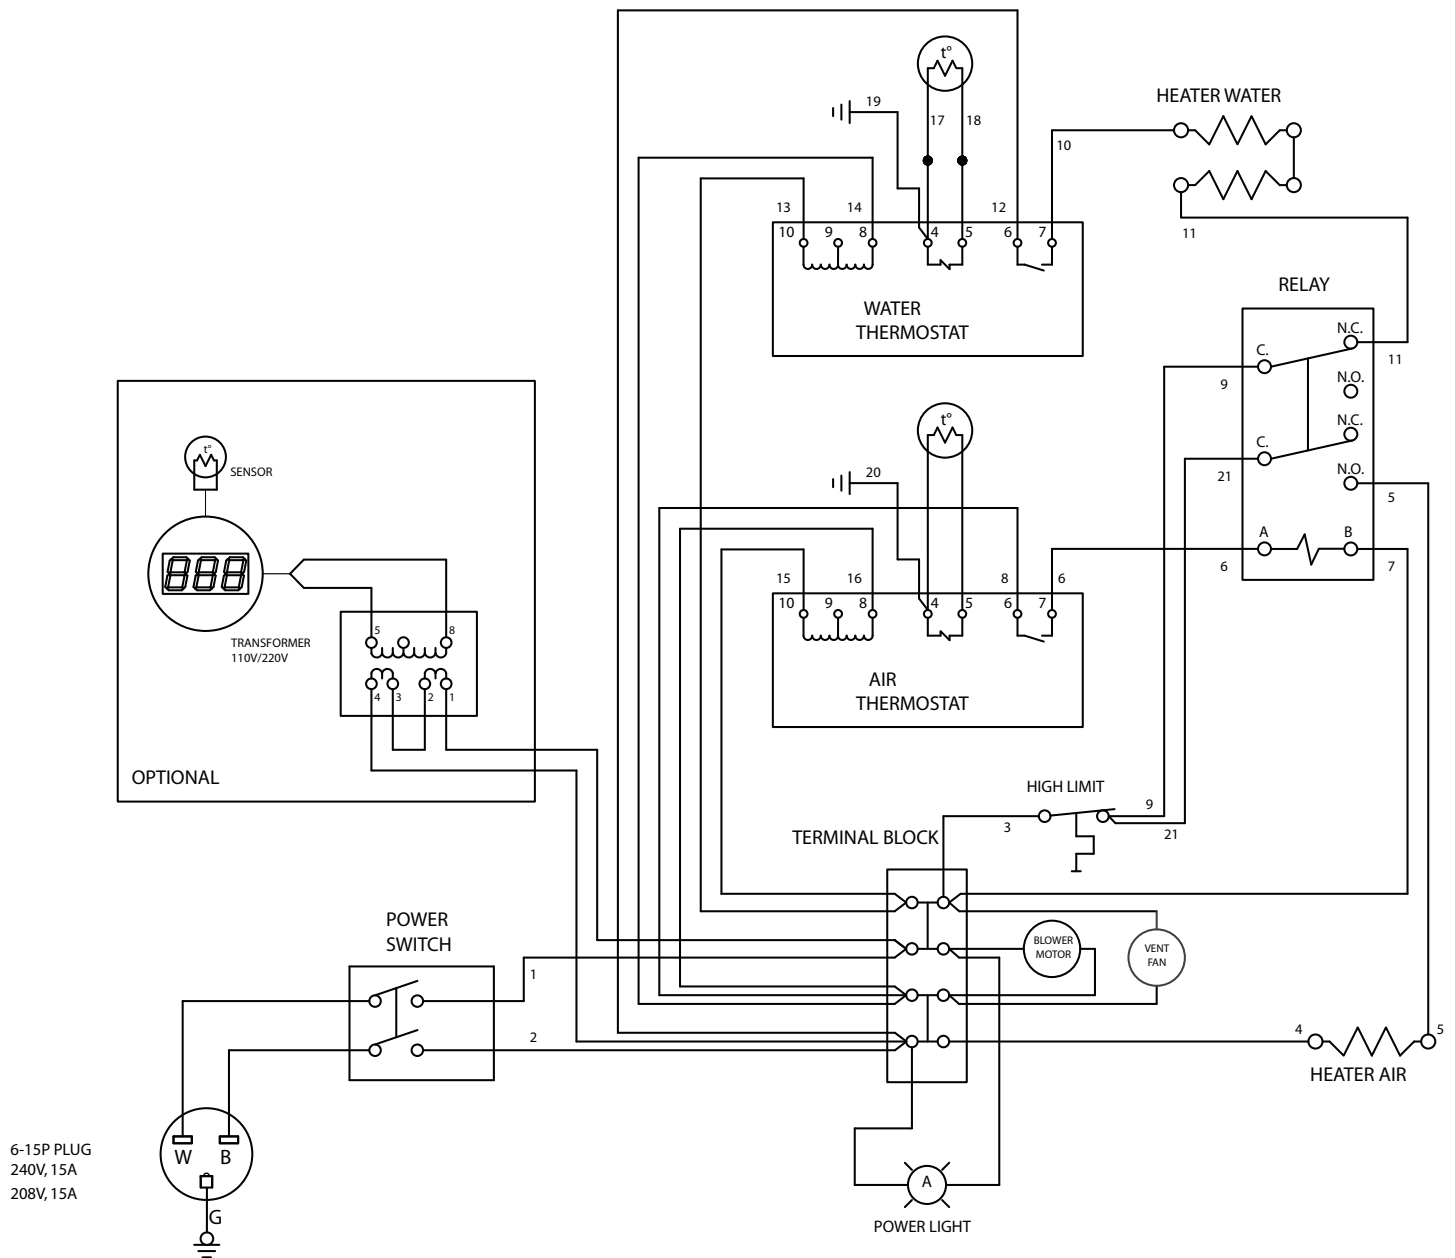 t°
19
17
18
HEATER WATER
10
13
14
12
10
9
8
4
5
6
7
11
WATER
THERMOSTAT
RELAY
N.C.
C.
11
9
N.O.
N.C.
C.
21
N.O.
5
A
B
6
7
t°
20
15
16
8
6
10
9
8
4
5
6
7
AIR
THERMOSTAT
t°
SENSOR
888
TRANSFORMER
110V/220V
5
8
4
3
2
1
OPTIONAL
HIGH LIMIT
9
3
21
TERMINAL BLOCK
POWER
SWITCH
BLOWER
MOTOR
VENT
FAN
1
2
4
5
HEATER AIR
6-15P PLUG
240V, 15A
208V, 15A
W
B
G
A
POWER LIGHT